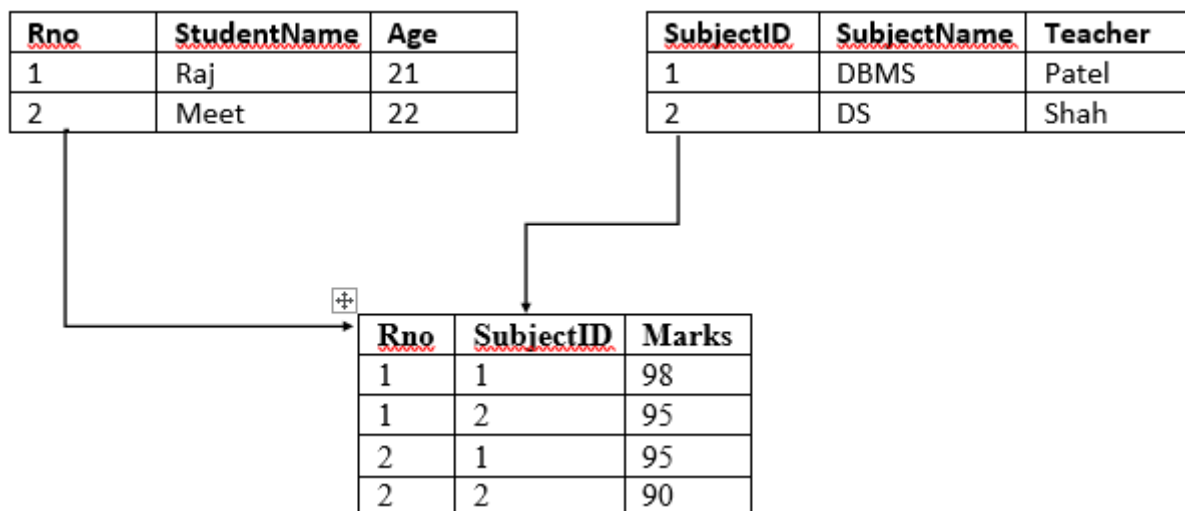 Rno StudentName Age
1 Raj 21
2 Meet 22
SubjectID SubjectName Teacher
1 DBMS Patel
2 DS Shah
Rno SubjectID Marks
1 1 98
1 2 95
2 1 95
2 2 90